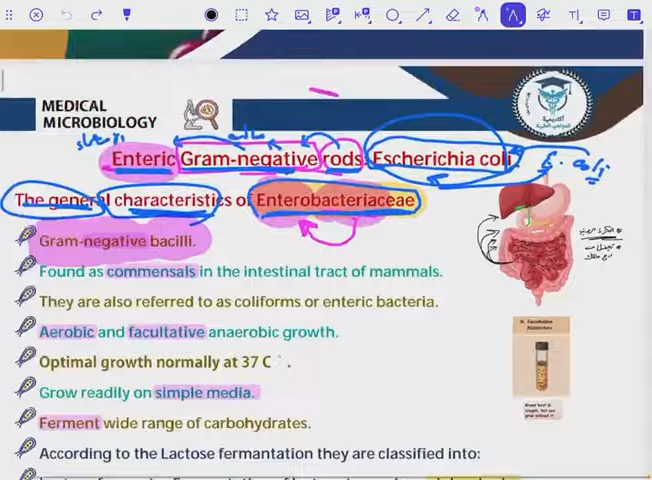 MEDICAL
MICROBIOLOGY
Enteric Gram-negative rods Escherichia coli
E. coli
The general characteristics of Enterobacteriaceae
Gram-negative bacilli.
Found as commensals in the intestinal tract of mammals.
They are also referred to as coliforms or enteric bacteria.
Aerobic and facultative anaerobic growth.
Optimal growth normally at 37 C
Grow readily on simple media.
Ferment wide range of carbohydrates.
According to the Lactose fermantation they are classified into: